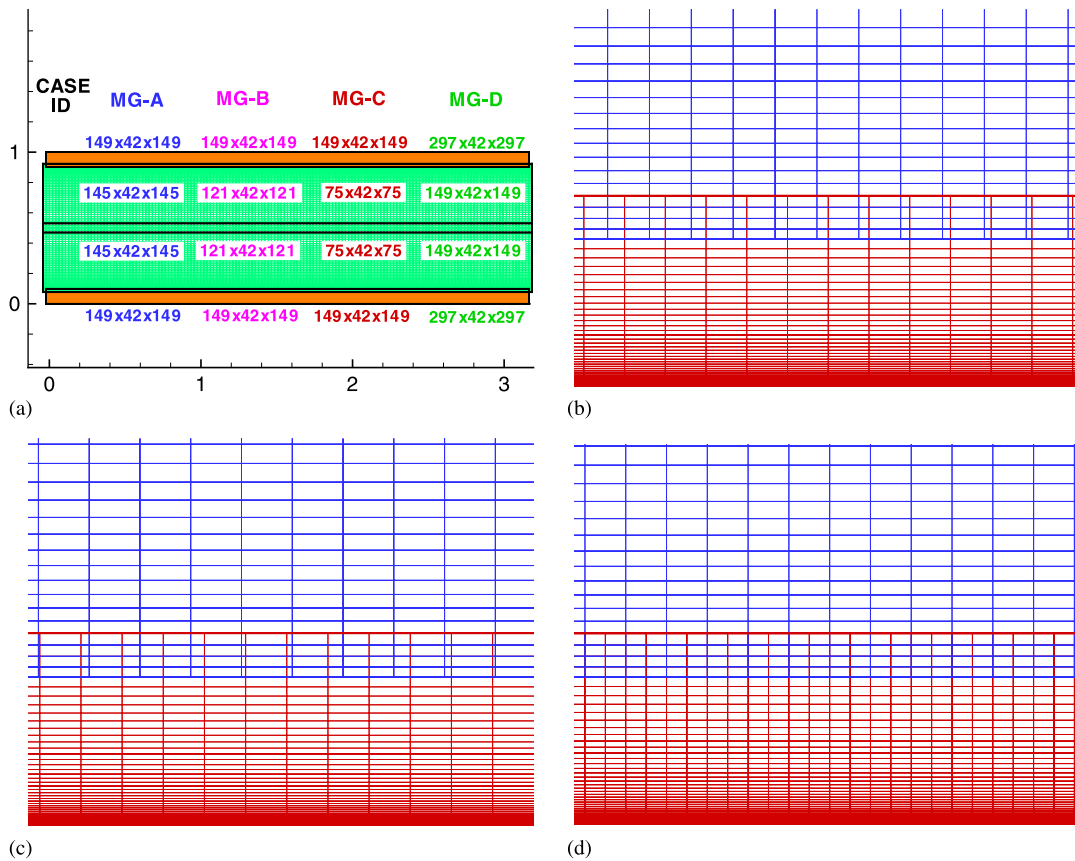 CASE
ID MG-A MG-B MG-C MG-D
149x42x149 149x42x149 149x42x149 297x42x297
1
145x42x145 121x42x121 75x42x75 149x42x149
145x42x145 121x42x121 75x42x75 149x42x149
0
149x42x149 149x42x149 149x42x149 297x42x297
0 1 2 3
(a) (b)
(c) (d)